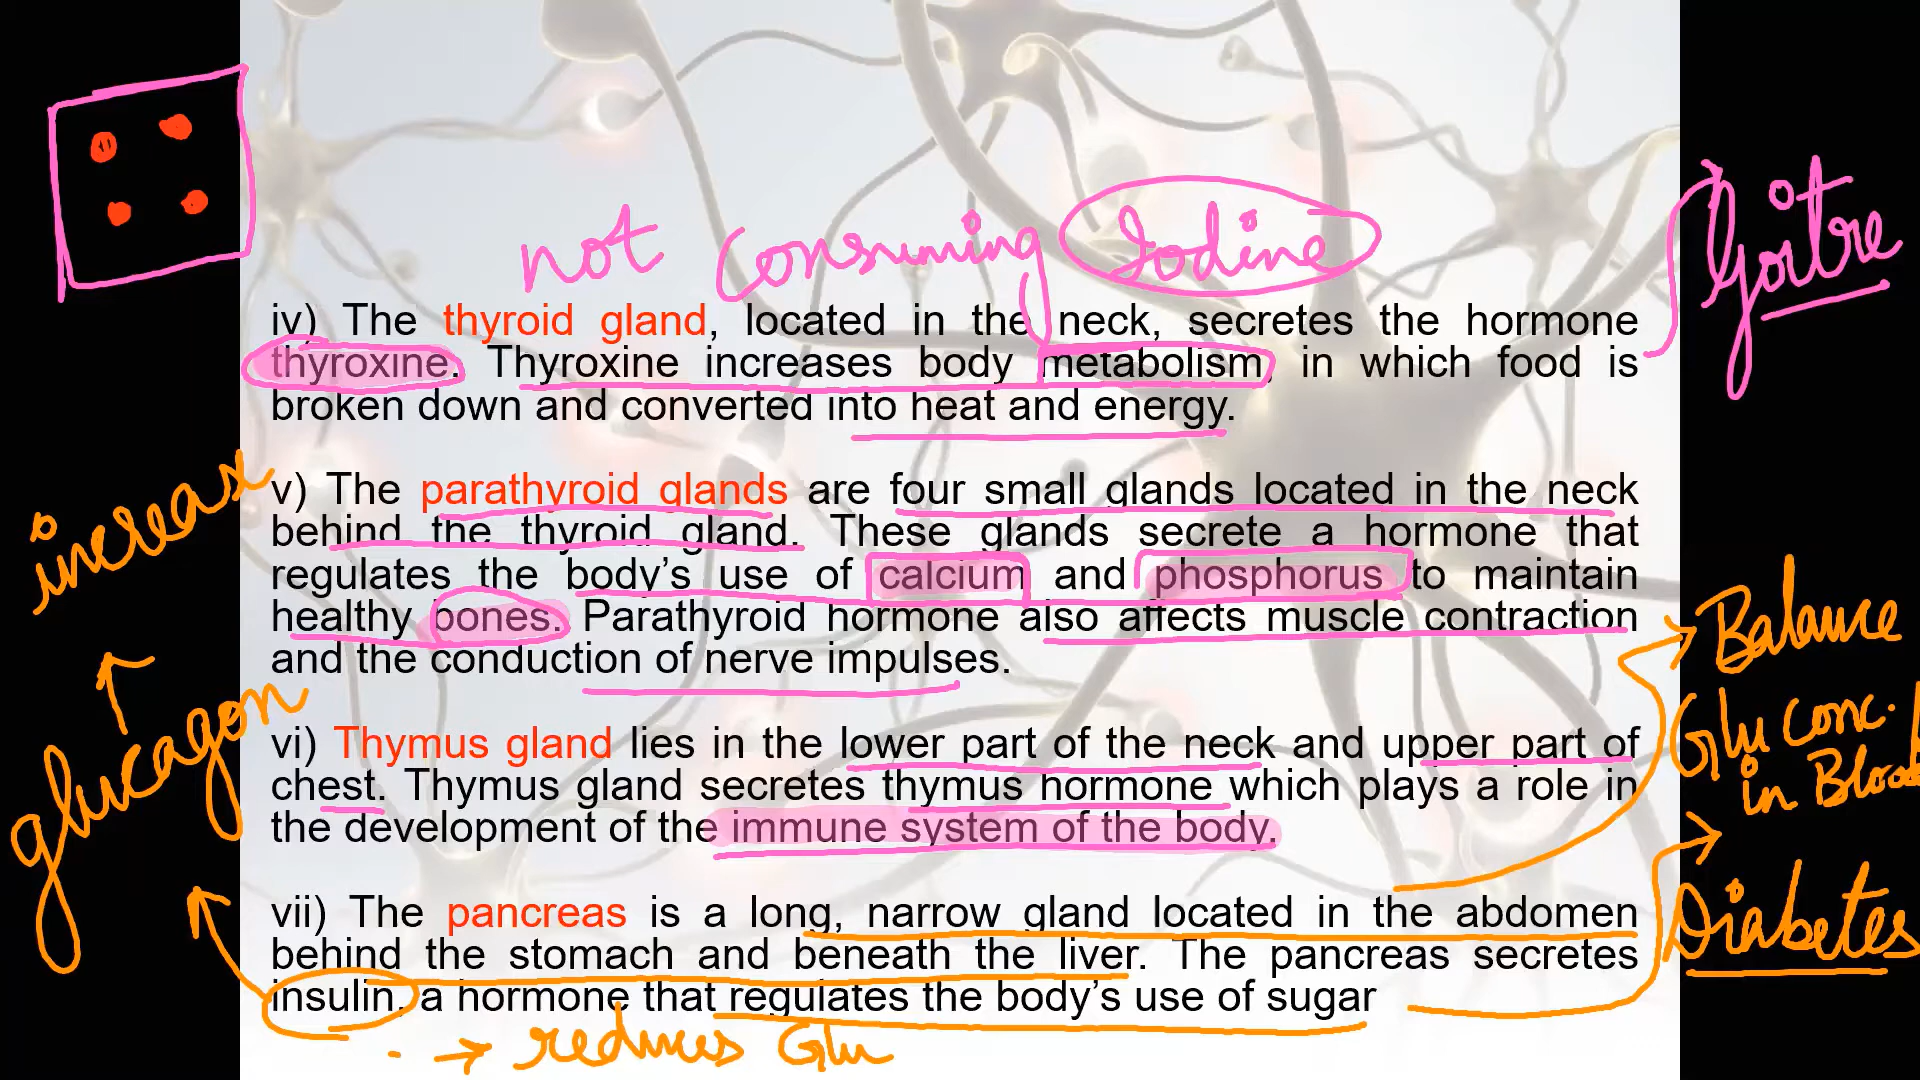 not consuming Iodine
Goitre
iv) The thyroid gland, located in the neck, secretes the hormone
thyroxine. Thyroxine increases body metabolism, in which food is
broken down and converted into heat and energy.
increas
v) The parathyroid glands are four small glands located in the neck
behind the thyroid gland. These glands secrete a hormone that
regulates the body's use of calcium and phosphorus to maintain
healthy bones. Parathyroid hormone also affects muscle contraction
and the conduction of nerve impulses.
Balance
Glu conc.
in Blood
glucagon
vi) Thymus gland lies in the lower part of the neck and upper part of
chest. Thymus gland secretes thymus hormone which plays a role in
the development of the immune system of the body.
Diabetes
vii) The pancreas is a long, narrow gland located in the abdomen
behind the stomach and beneath the liver. The pancreas secretes
insulin, a hormone that regulates the body's use of sugar
→ reduces Glu